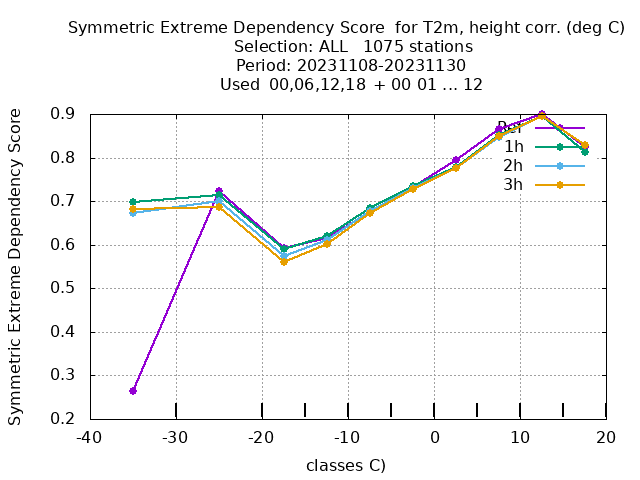 Symmetric Extreme Dependency Score  for T2m, height corr. (deg C)
Selection: ALL   1075 stations
Period: 20231108-20231130
Used  00,06,12,18  + 00 01 ... 12
Symmetric Extreme Dependency Score
0.9
0.8
0.7
0.6
0.5
0.4
0.3
0.2
-40
-30
-20
-10
0
10
20
classes C)
1h
2h
3h